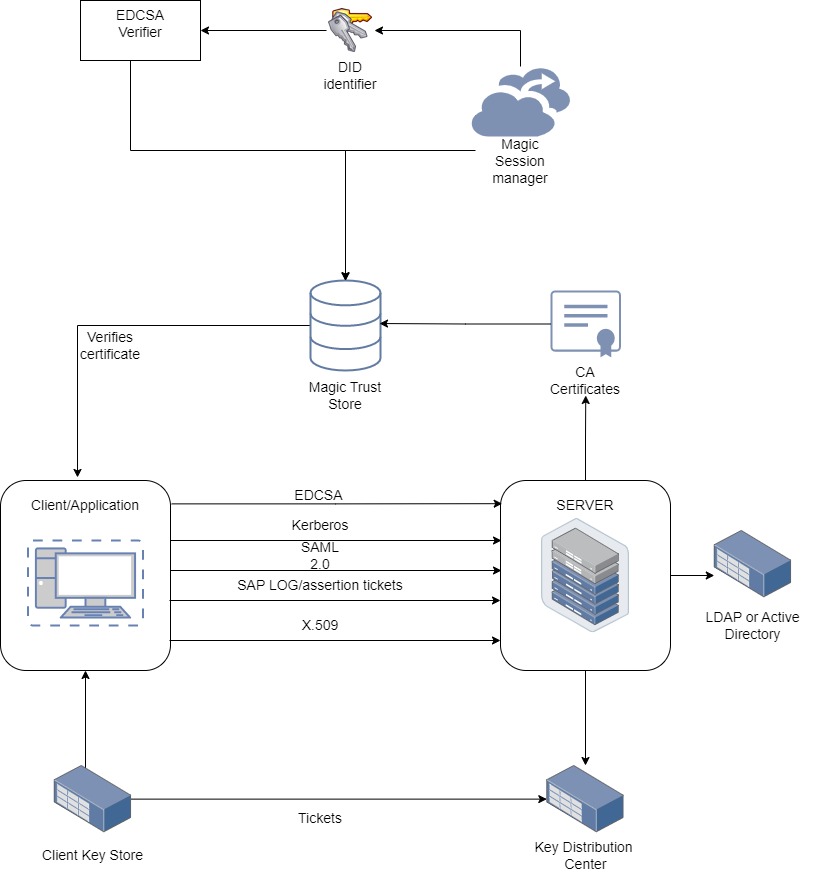 EDCSA
Verifier
DID
identifier
Magic
Session
manager
Verifies
certificate
Magic Trust
Store
CA
Certificates
Client/Application
EDCSA
SERVER
Kerberos
SAML
2.0
SAP LOG/assertion tickets
X.509
LDAP or Active
Directory
Tickets
Client Key Store
Key Distribution
Center